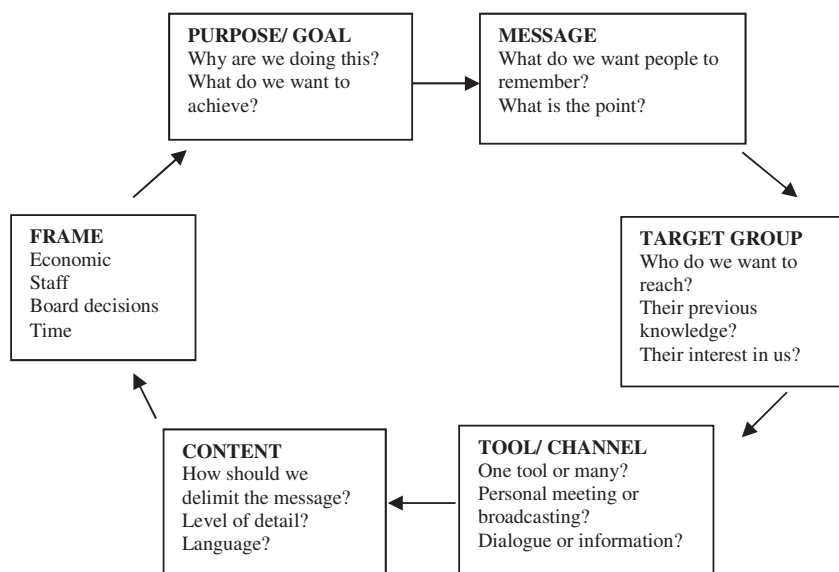 PURPOSE/ GOAL
Why are we doing this?
What do we want to
achieve?
MESSAGE
What do we want people to
remember?
What is the point?
TARGET GROUP
Who do we want to
reach?
Their previous
knowledge?
Their interest in us?
TOOL/ CHANNEL
One tool or many?
Personal meeting or
broadcasting?
Dialogue or information?
CONTENT
How should we
delimit the message?
Level of detail?
Language?
FRAME
Economic
Staff
Board decisions
Time